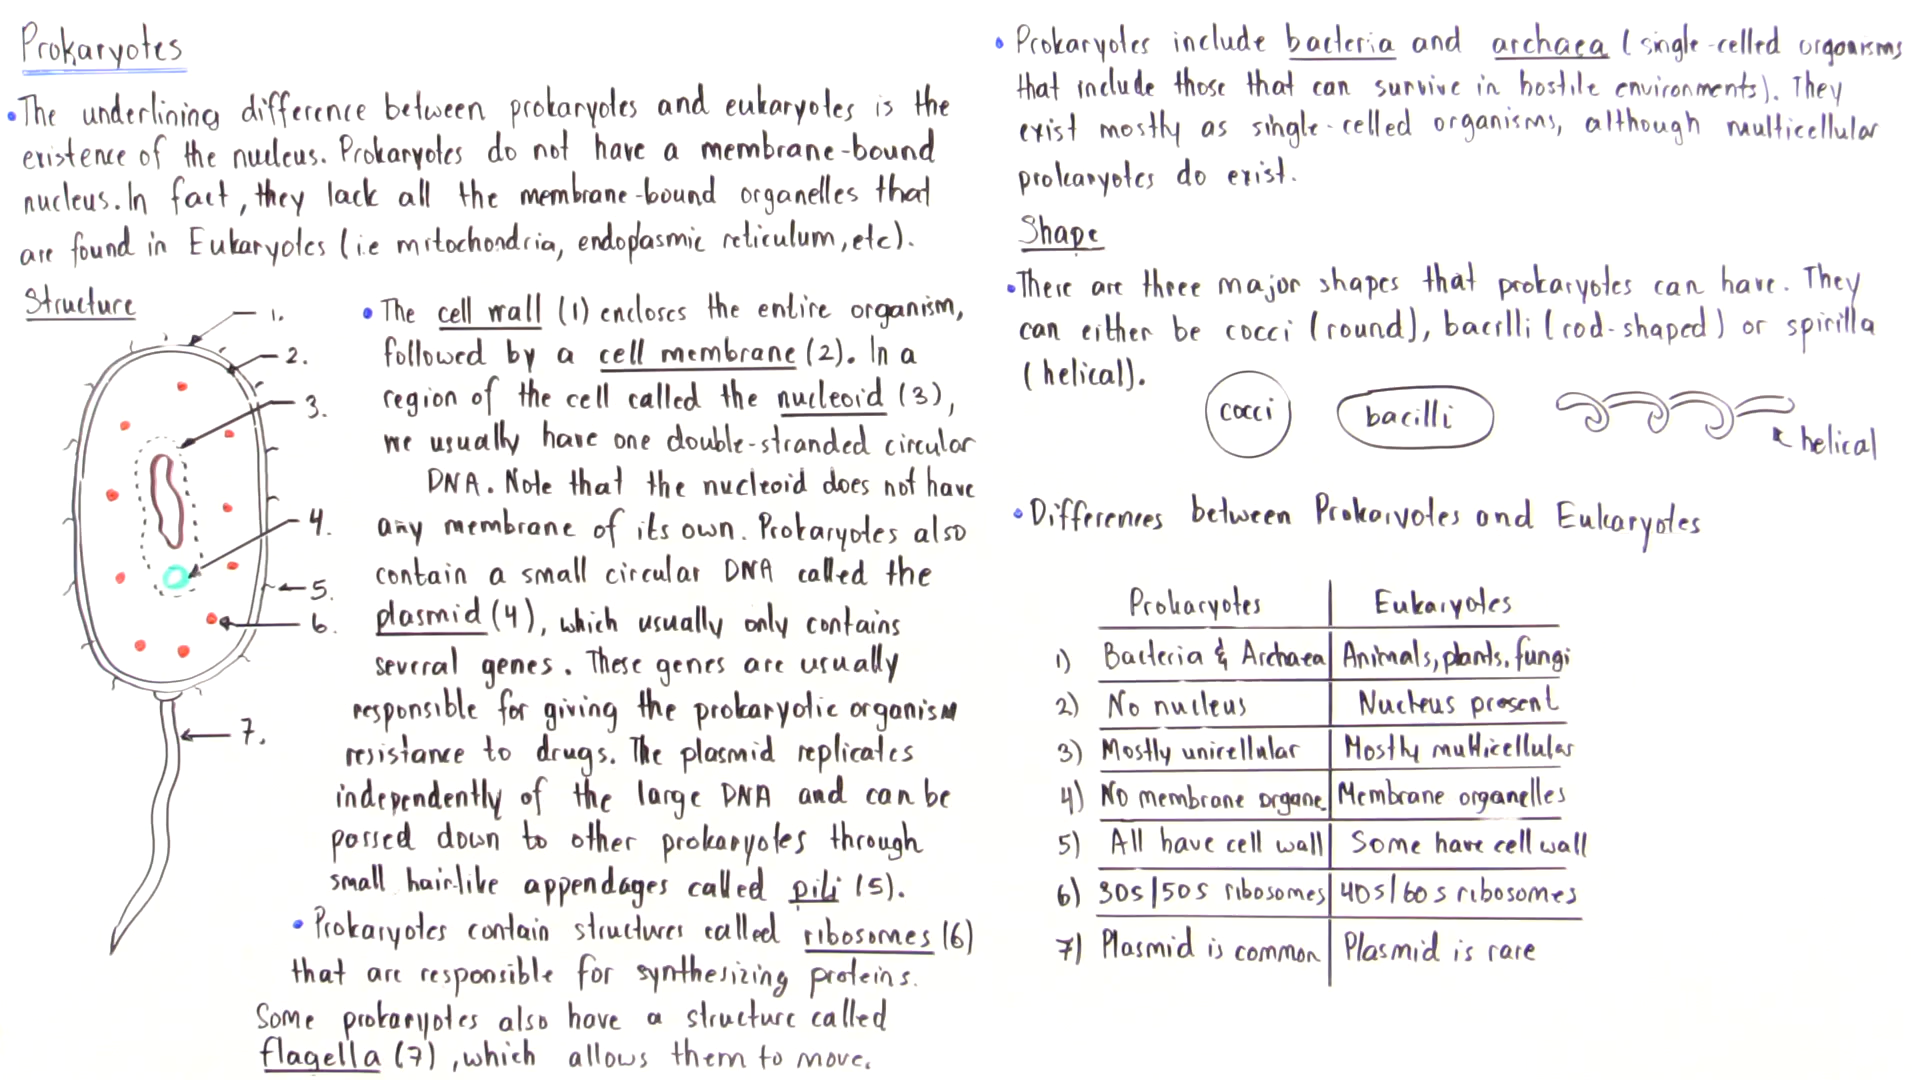 Prokaryotes
• The underlining difference between prokaryotes and eukaryotes is the
existence of the nucleus. Prokaryotes do not have a membrane-bound
nucleus. In fact, they lack all the membrane-bound organelles that
are found in Eukaryotes (i.e mitochondria, endoplasmic reticulum, etc).
Structure
1.
2.
3.
4.
5.
6.
7.
• The cell wall (1) encloses the entire organism,
followed by a cell membrane (2). In a
region of the cell called the nucleoid (3),
we usually have one double-stranded circular
DNA. Note that the nucleoid does not have
any membrane of its own. Prokaryotes also
contain a small circular DNA called the
plasmid (4), which usually only contains
several genes. These genes are usually
responsible for giving the prokaryotic organism
resistance to drugs. The plasmid replicates
independently of the large DNA and can be
passed down to other prokaryotes through
small hair-like appendages called pili (5).
• Prokaryotes contain structures called ribosomes (6)
that are responsible for synthesizing proteins.
Some prokaryotes also have a structure called
flagella (7), which allows them to move.
• Prokaryotes include bacteria and archaea (single-celled organisms
that include those that can survive in hostile environments). They
exist mostly as single-celled organisms, although multicellular
prokaryotes do exist.
Shape
• There are three major shapes that prokaryotes can have. They
can either be cocci (round), bacilli (rod-shaped) or spirilla
(helical).
cocci bacilli helical
• Differences between Prokaryotes and Eukaryotes
Prokaryotes Eukaryotes
1) Bacteria & Archaea Animals, plants, fungi
2) No nucleus Nucleus present
3) Mostly unicellular Mostly multicellular
4) No membrane organe. Membrane organelles
5) All have cell wall Some have cell wall
6) 30s/50s ribosomes 40s/60s ribosomes
7) Plasmid is common Plasmid is rare